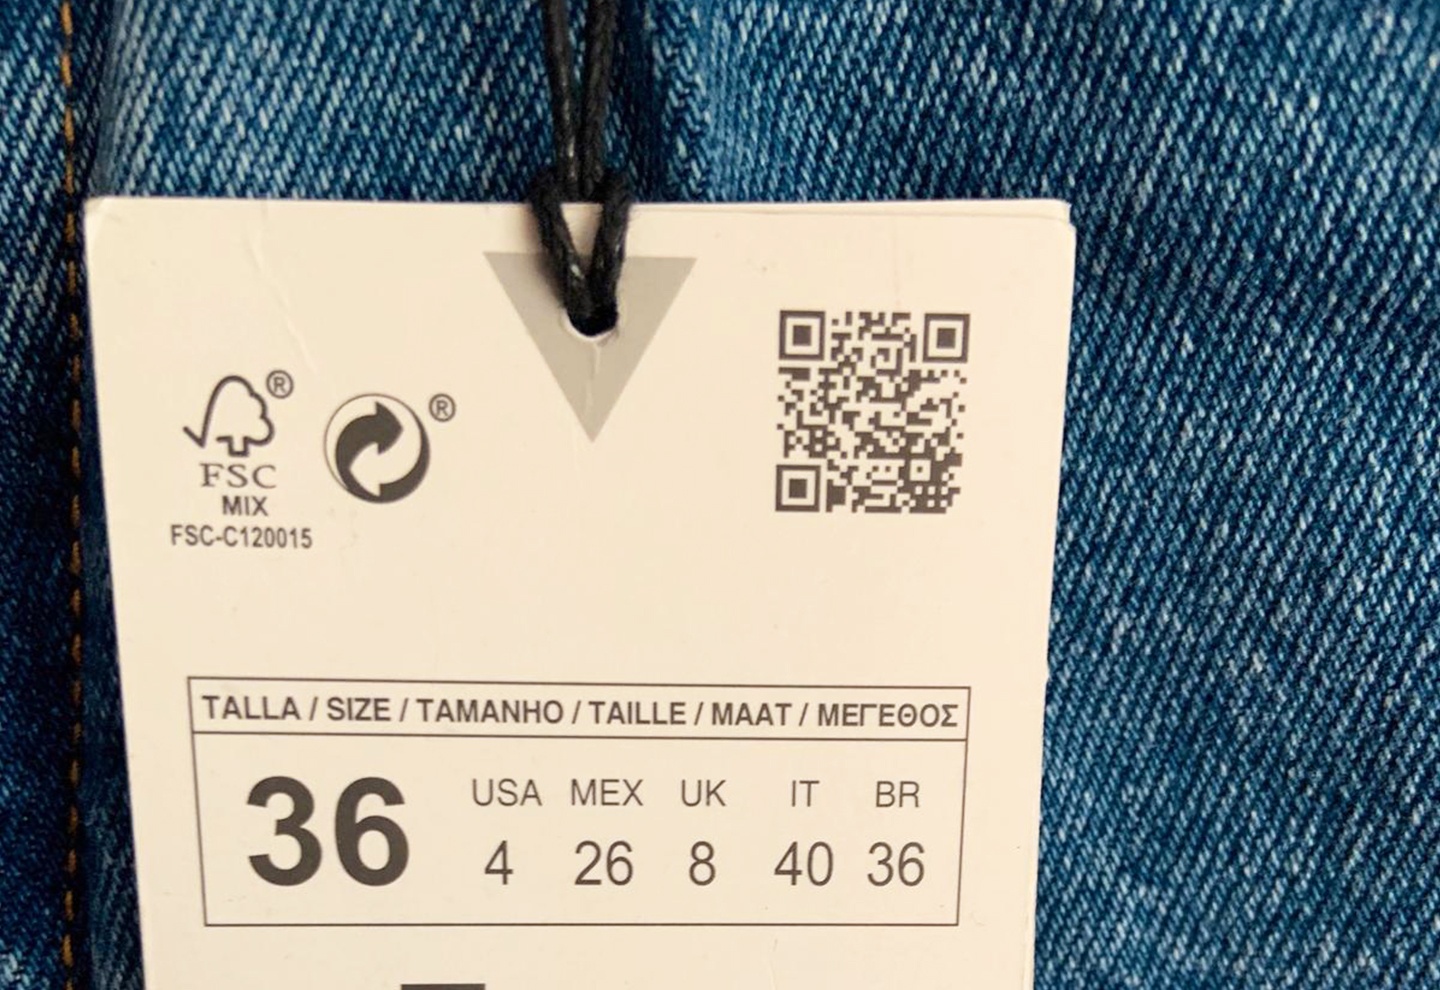 ®
®
FSC
MIX
FSC-C120015
TALLA / SIZE / TAMANHO / TAILLE / MAAT / ΜΕΓΕΘΟΣ
36
USA MEX UK IT BR
4 26 8 40 36